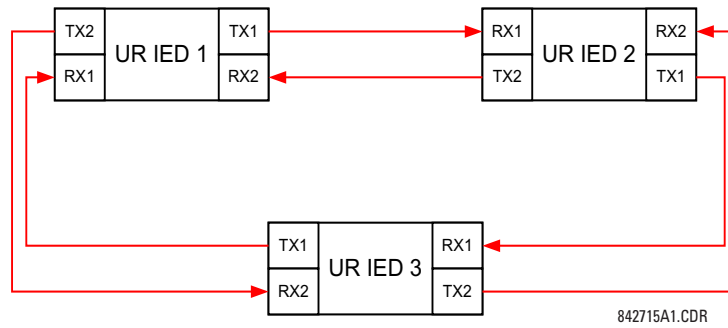 TX2 TX1 RX1 RX2
UR IED 1 UR IED 2
RX1 RX2 TX2 TX1
TX1 RX1
UR IED 3
RX2 TX2
842715A1.CDR